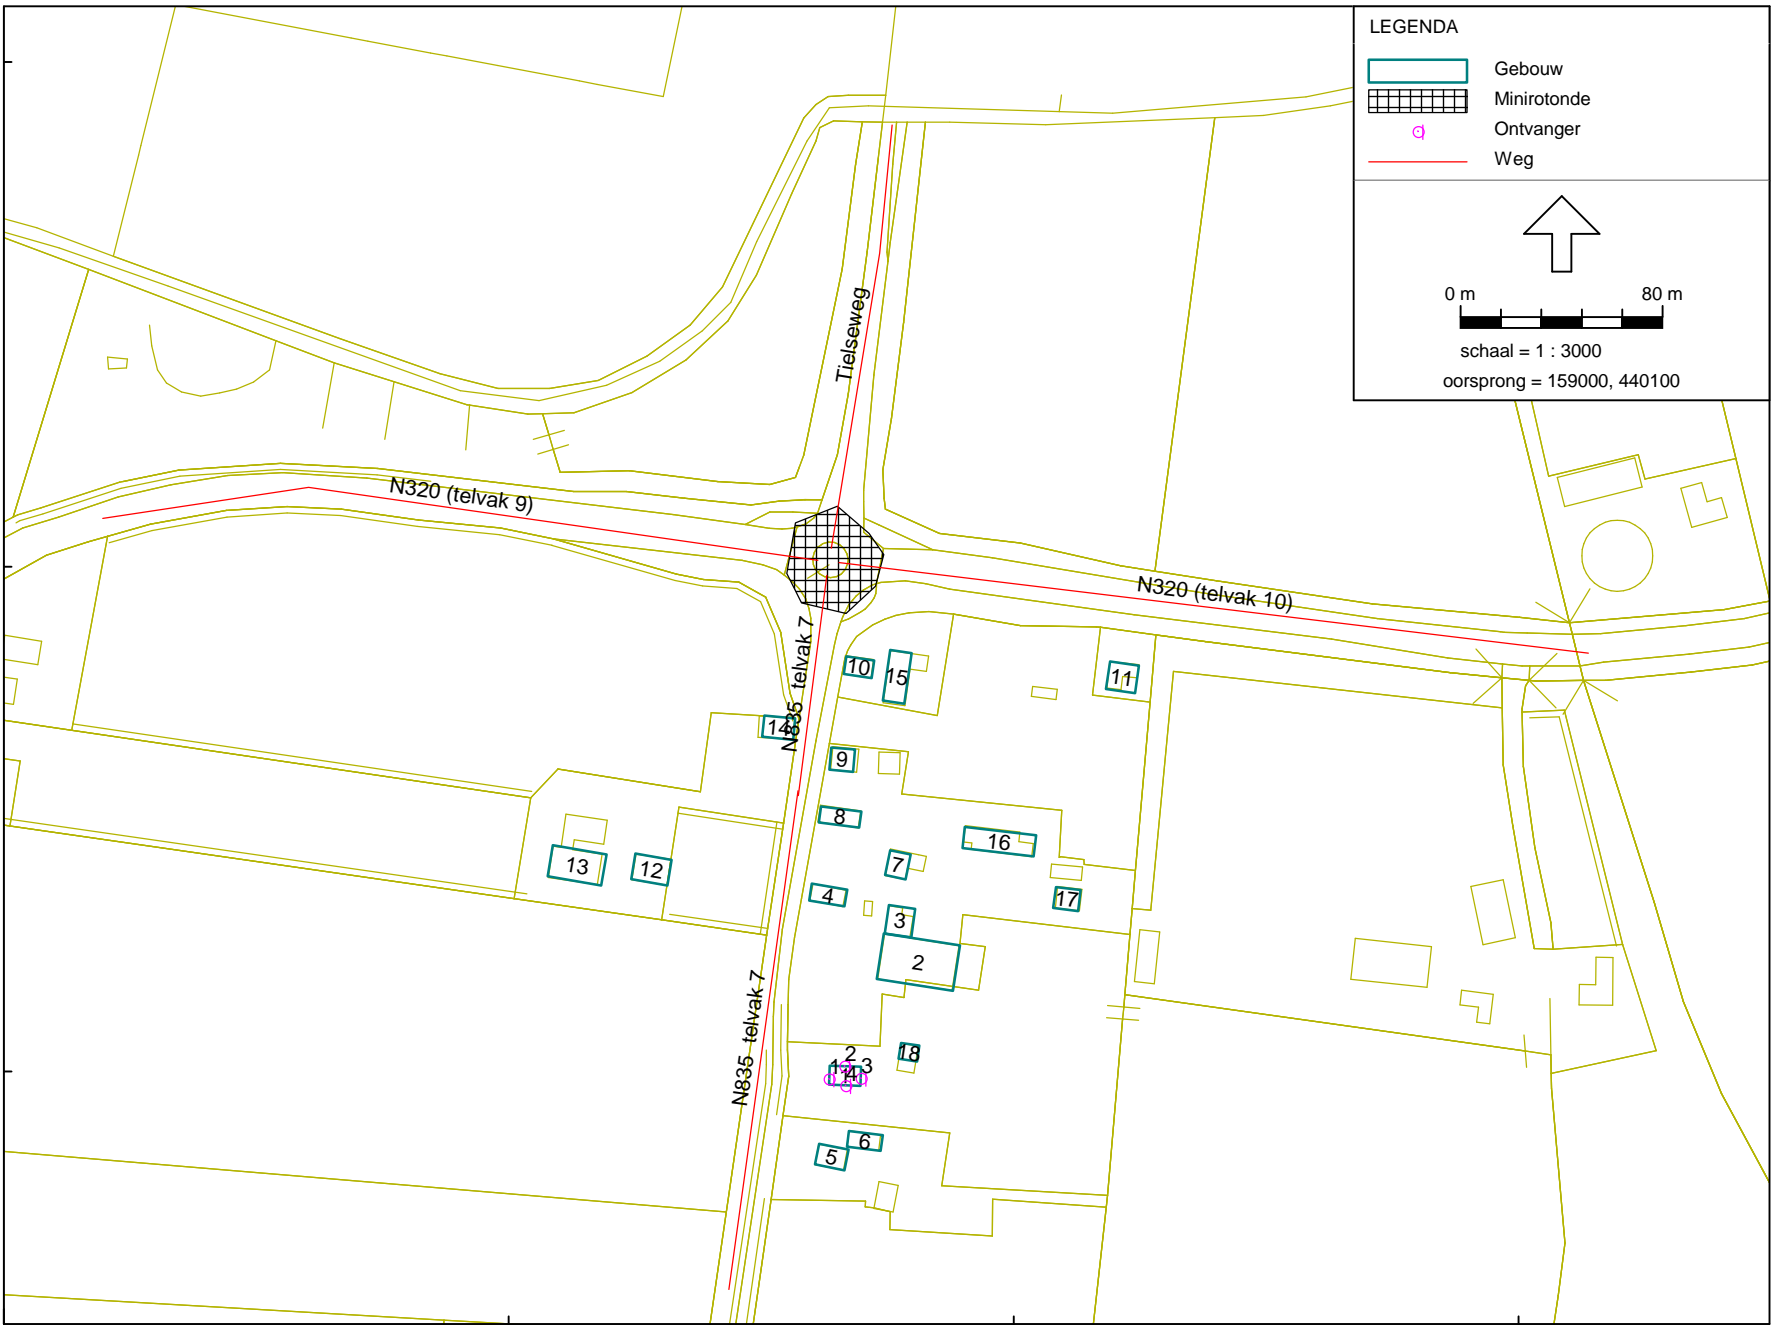 LEGENDA
Gebouw
Minirotonde
Ontvanger
Weg
0 m 80 m
schaal = 1 : 3000
oorsprong = 159000, 440100
Tielseweg
N320 (telvak 9)
N320 (telvak 10)
N835 telvak 7
10
15
11
14
9
8
16
7
13
12
4
17
3
2
N835 telvak 7
18
2
1
3
4
6
5